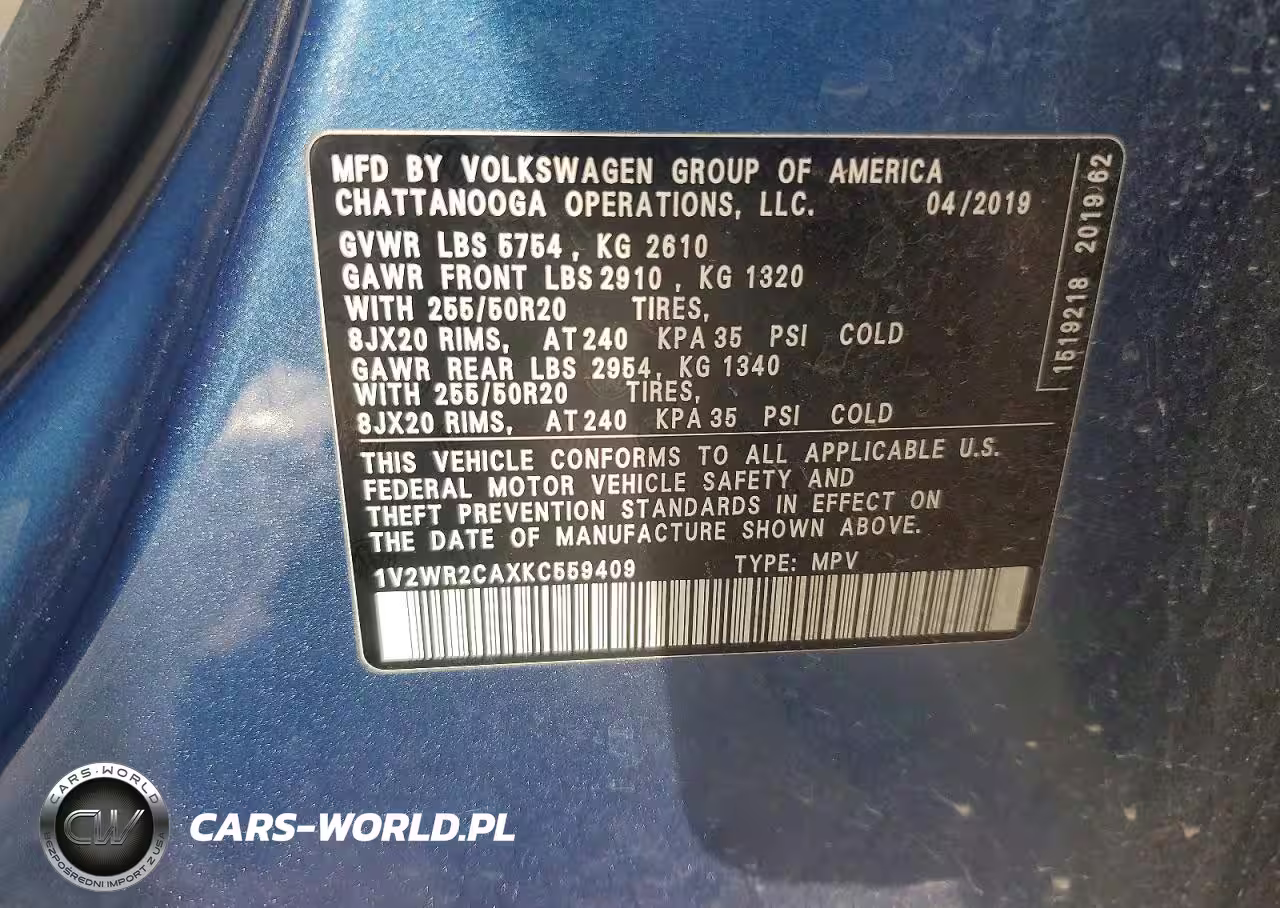 MFD BY VOLKSWAGEN GROUP OF AMERICA
CHATTANOOGA OPERATIONS, LLC. 04/2019
GVWR LBS 5754, KG 2610
GAWR FRONT LBS 2910, KG 1320
WITH 255/50R20 TIRES,
8JX20 RIMS, AT 240 KPA 35 PSI COLD
GAWR REAR LBS 2954, KG 1340
WITH 255/50R20 TIRES,
8JX20 RIMS, AT 240 KPA 35 PSI COLD
THIS VEHICLE CONFORMS TO ALL APPLICABLE U.S.
FEDERAL MOTOR VEHICLE SAFETY AND
THEFT PREVENTION STANDARDS IN EFFECT ON
THE DATE OF MANUFACTURE SHOWN ABOVE.
1V2WR2CAXKC559409 TYPE: MPV
1519218 2019 62
CARS-WORLD
CW
BEZPOŚREDNI IMPORT Z USA
CARS-WORLD.PL